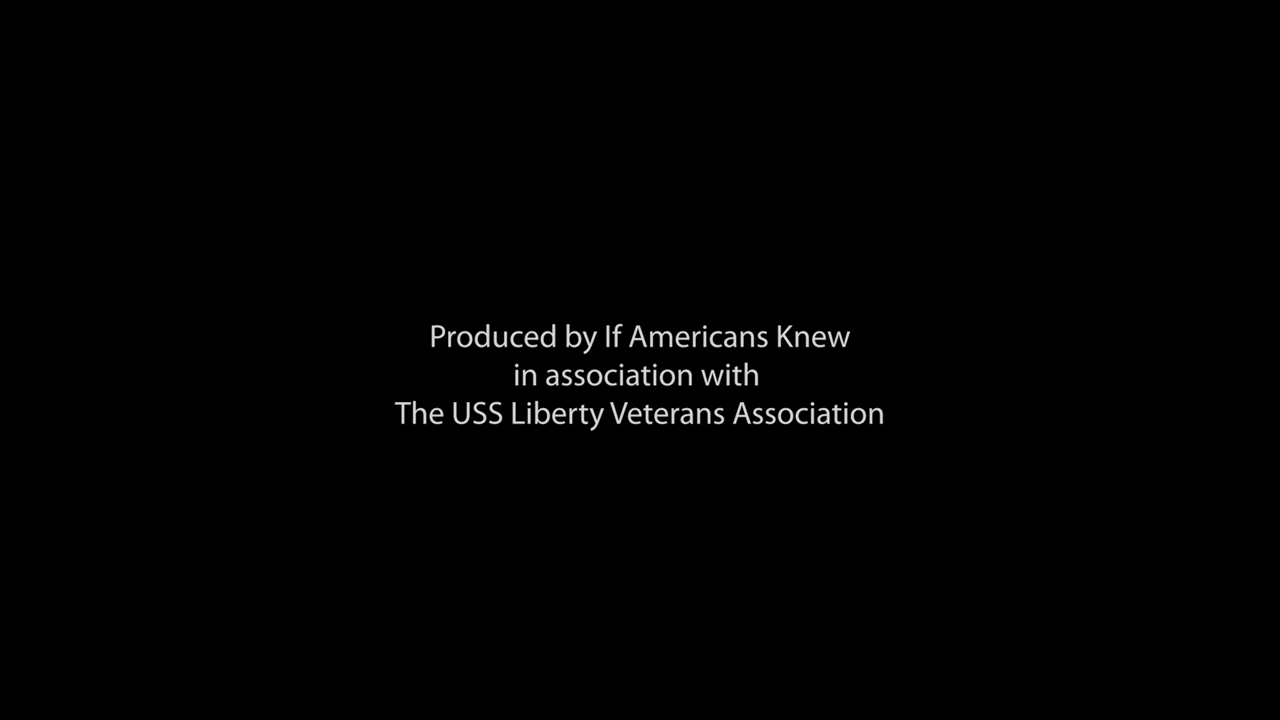 Produced by If Americans Knew
in association with
The USS Liberty Veterans Association